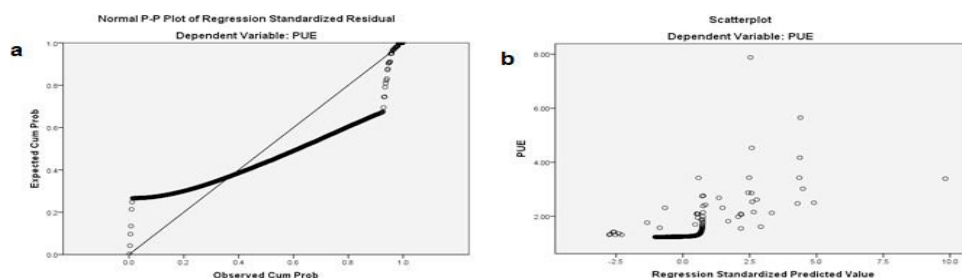 a
Normal P-P Plot of Regression Standardized Residual
Dependent Variable: PUE
Expected Cum Prob
1.0
0.8
0.6
0.4
0.2
0.0
0.0 0.2 0.4 0.6 0.8 1.0
Observed Cum Prob
b
Scatterplot
Dependent Variable: PUE
PUE
8.00
6.00
4.00
2.00
-2.5 0.0 2.5 5.0 7.5 10.0
Regression Standardized Predicted Value